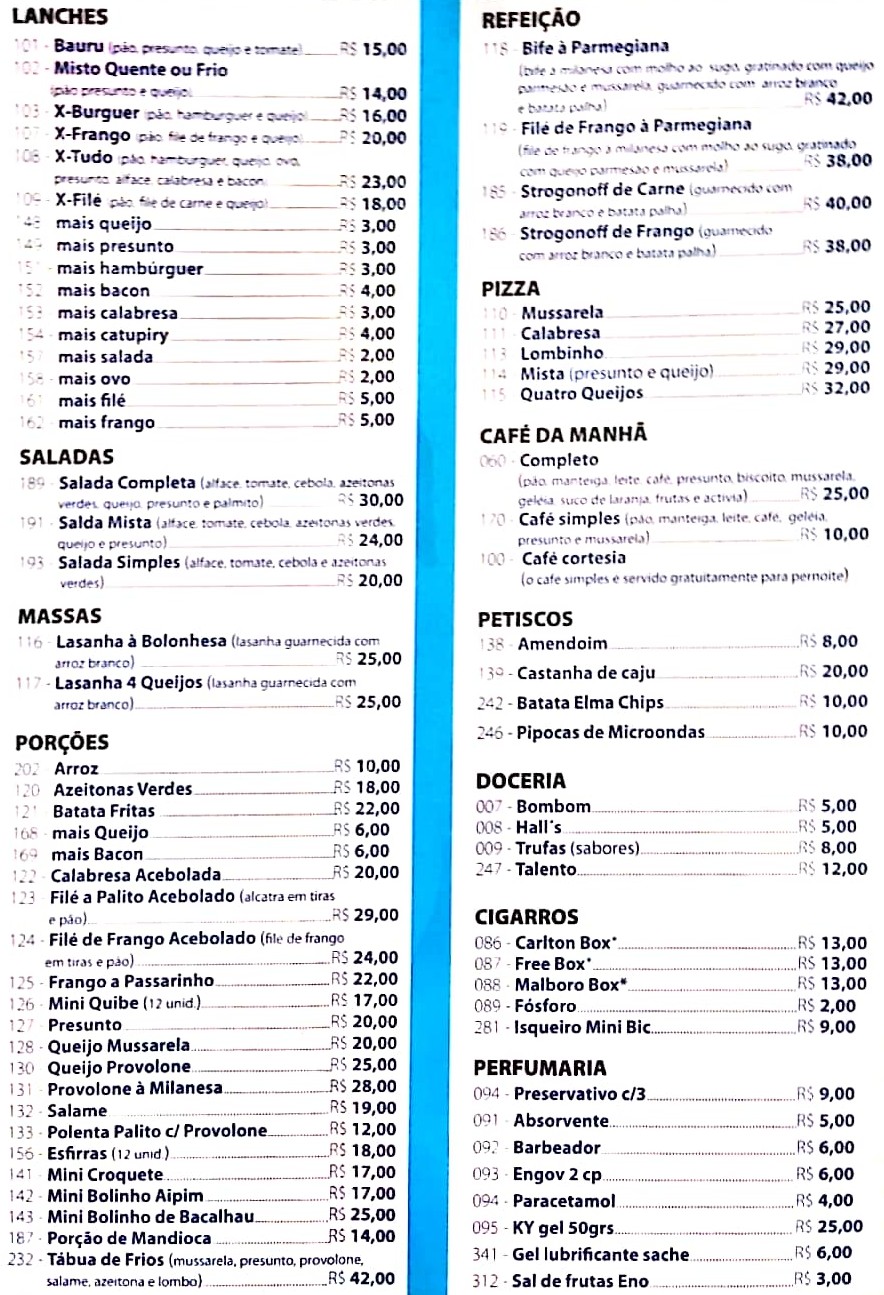 LANCHES
101 - Bauru (pão, presunto, queijo e tomate) R$ 15,00
102 - Misto Quente ou Frio
(pão presunto e queijo) R$ 14,00
103 - X-Burguer (pão, hamburguer e queijo) R$ 16,00
107 - X-Frango (pão, file de frango e queijo) R$ 20,00
108 - X-Tudo (pão, hamburguer, queijo, ovo,
presunto, alface, calabresa e bacon) R$ 23,00
109 - X-Filé (pão, file de carne e queijo) R$ 18,00
148 - mais queijo R$ 3,00
149 - mais presunto R$ 3,00
151 - mais hambúrguer R$ 3,00
152 - mais bacon R$ 4,00
153 - mais calabresa R$ 3,00
154 - mais catupiry R$ 4,00
157 - mais salada R$ 2,00
158 - mais ovo R$ 2,00
161 - mais filé R$ 5,00
162 - mais frango R$ 5,00
SALADAS
189 - Salada Completa (alface, tomate, cebola, azeitonas
verdes, queijo, presunto e palmito) R$ 30,00
191 - Salda Mista (alface, tomate, cebola, azeitonas verdes,
queijo e presunto) R$ 24,00
193 - Salada Simples (alface, tomate, cebola e azeitonas
verdes) R$ 20,00
MASSAS
116 - Lasanha à Bolonhesa (lasanha guarnecida com
arroz branco) R$ 25,00
117 - Lasanha 4 Queijos (lasanha guarnecida com
arroz branco) R$ 25,00
PORÇÕES
202 - Arroz R$ 10,00
120 - Azeitonas Verdes R$ 18,00
121 - Batata Fritas R$ 22,00
168 - mais Queijo R$ 6,00
169 - mais Bacon R$ 6,00
122 - Calabresa Acebolada R$ 20,00
123 - Filé a Palito Acebolado (alcatra em tiras
e pão) R$ 29,00
124 - Filé de Frango Acebolado (file de frango
em tiras e pão) R$ 24,00
125 - Frango a Passarinho R$ 22,00
126 - Mini Quibe (12 unid.) R$ 17,00
127 - Presunto R$ 20,00
128 - Queijo Mussarela R$ 20,00
130 - Queijo Provolone R$ 25,00
131 - Provolone à Milanesa R$ 28,00
132 - Salame R$ 19,00
133 - Polenta Palito c/ Provolone R$ 12,00
156 - Esfirras (12 unid.) R$ 18,00
141 - Mini Croquete R$ 17,00
142 - Mini Bolinho Aipim R$ 17,00
143 - Mini Bolinho de Bacalhau R$ 25,00
187 - Porção de Mandioca R$ 14,00
232 - Tábua de Frios (mussarela, presunto, provolone,
salame, azeitona e lombo) R$ 42,00
REFEIÇÃO
118 - Bife à Parmegiana
(bife a milanesa com molho ao sugo, gratinado com queijo
parmesão e mussarela, guarnecido com arroz branco
e batata palha) R$ 42,00
119 - Filé de Frango à Parmegiana
(file de frango a milanesa com molho ao sugo, gratinado
com queijo parmesão e mussarela) R$ 38,00
185 - Strogonoff de Carne (guarnecido com
arroz branco e batata palha) R$ 40,00
186 - Strogonoff de Frango (guarnecido
com arroz branco e batata palha) R$ 38,00
PIZZA
110 - Mussarela R$ 25,00
111 - Calabresa R$ 27,00
113 - Lombinho R$ 29,00
114 - Mista (presunto e queijo) R$ 29,00
115 - Quatro Queijos R$ 32,00
CAFÉ DA MANHÃ
060 - Completo
(pão, manteiga, leite, café, presunto, biscoito, mussarela,
geléia, suco de laranja, frutas e activia) R$ 25,00
170 - Café simples (pão, manteiga, leite, café, geléia,
presunto e mussarela) R$ 10,00
100 - Café cortesia
(o cafe simples e servido gratuitamente para pernoite)
PETISCOS
138 - Amendoim R$ 8,00
139 - Castanha de caju R$ 20,00
242 - Batata Elma Chips R$ 10,00
246 - Pipocas de Microondas R$ 10,00
DOCERIA
007 - Bombom R$ 5,00
008 - Hall's R$ 5,00
009 - Trufas (sabores) R$ 8,00
247 - Talento R$ 12,00
CIGARROS
086 - Carlton Box* R$ 13,00
087 - Free Box* R$ 13,00
088 - Malboro Box* R$ 13,00
089 - Fósforo R$ 2,00
281 - Isqueiro Mini Bic R$ 9,00
PERFUMARIA
094 - Preservativo c/3 R$ 9,00
091 - Absorvente R$ 5,00
092 - Barbeador R$ 6,00
093 - Engov 2 cp R$ 6,00
094 - Paracetamol R$ 4,00
095 - KY gel 50grs R$ 25,00
341 - Gel lubrificante sache R$ 6,00
312 - Sal de frutas Eno R$ 3,00